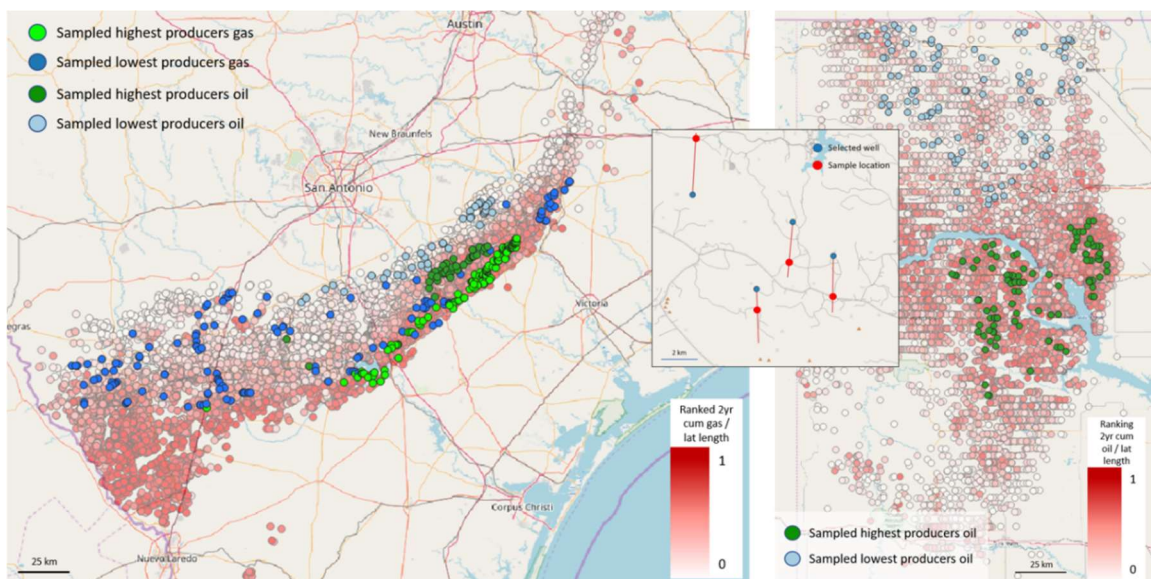 Sampled highest producers gas
Sampled lowest producers gas
Sampled highest producers oil
Sampled lowest producers oil
Austin
New Braunfels
San Antonio
Victoria
Corpus Christi
Nuevo Laredo
25 km
Ranked 2yr
cum gas /
lat length
1
0
Selected well
Sample location
2 km
Ranking
2yr cum
oil / lat
length
1
0
Sampled highest producers oil
Sampled lowest producers oil
25 km